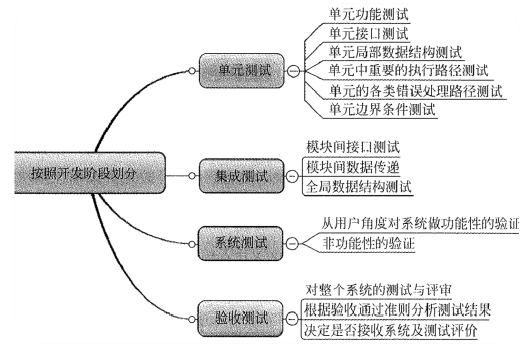 按照开发阶段划分
单元测试
单元功能测试
单元接口测试
单元局部数据结构测试
单元中重要的执行路径测试
单元的各类错误处理路径测试
单元边界条件测试
集成测试
模块间接口测试
模块间数据传递
全局数据结构测试
系统测试
从用户角度对系统做功能性的验证
非功能性的验证
验收测试
对整个系统的测试与评审
根据验收通过准则分析测试结果
决定是否接收系统及测试评价